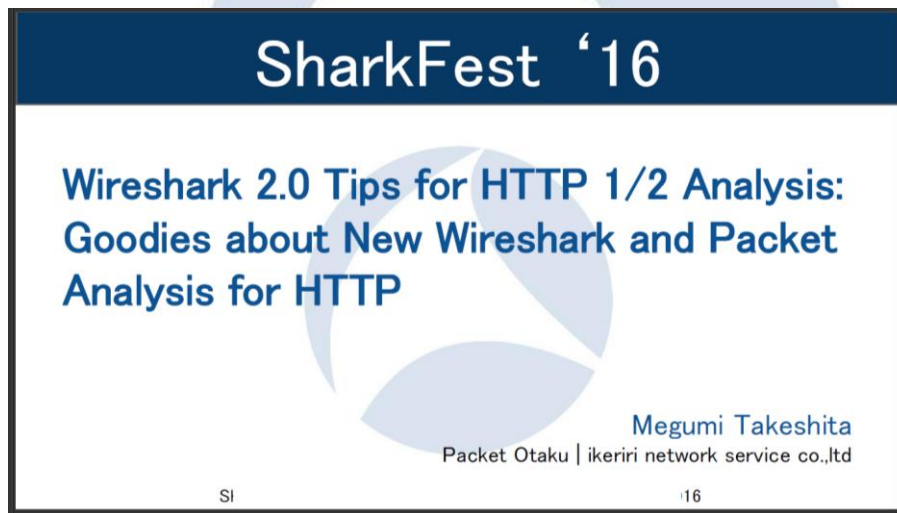 SharkFest ‘16
Wireshark 2.0 Tips for HTTP 1/2 Analysis:
Goodies about New Wireshark and Packet
Analysis for HTTP
Megumi Takeshita
Packet Otaku | ikeriri network service co.,ltd
16